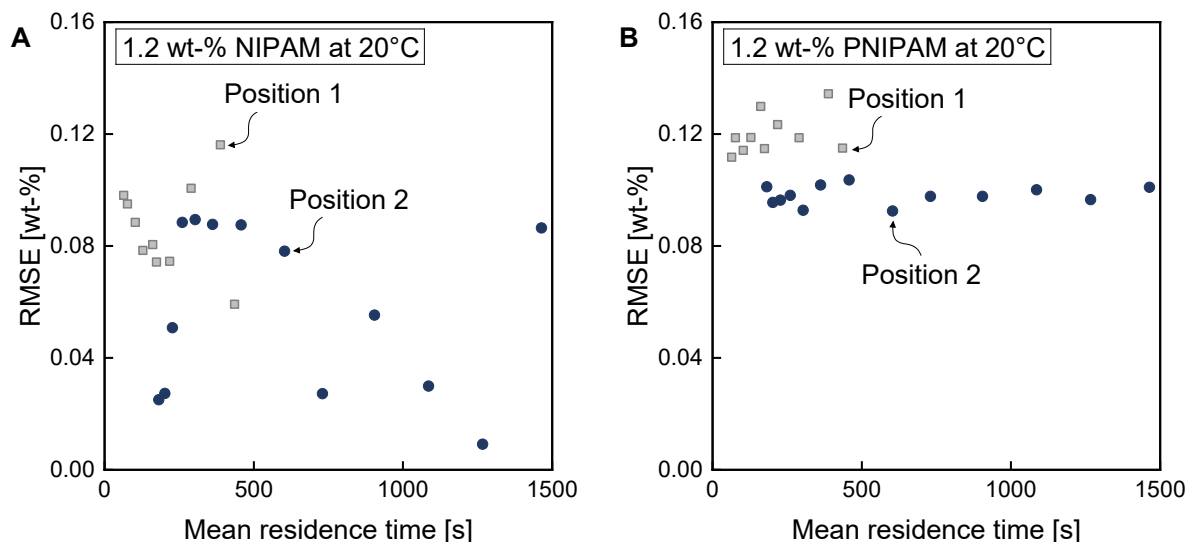 A
1.2 wt-% NIPAM at 20°C
Position 1
Position 2
RMSE [wt-%]
0.16
0.12
0.08
0.04
0.00
0
500
1000
1500
Mean residence time [s]
B
1.2 wt-% PNIPAM at 20°C
Position 1
Position 2
RMSE [wt-%]
0.16
0.12
0.08
0.04
0.00
0
500
1000
1500
Mean residence time [s]